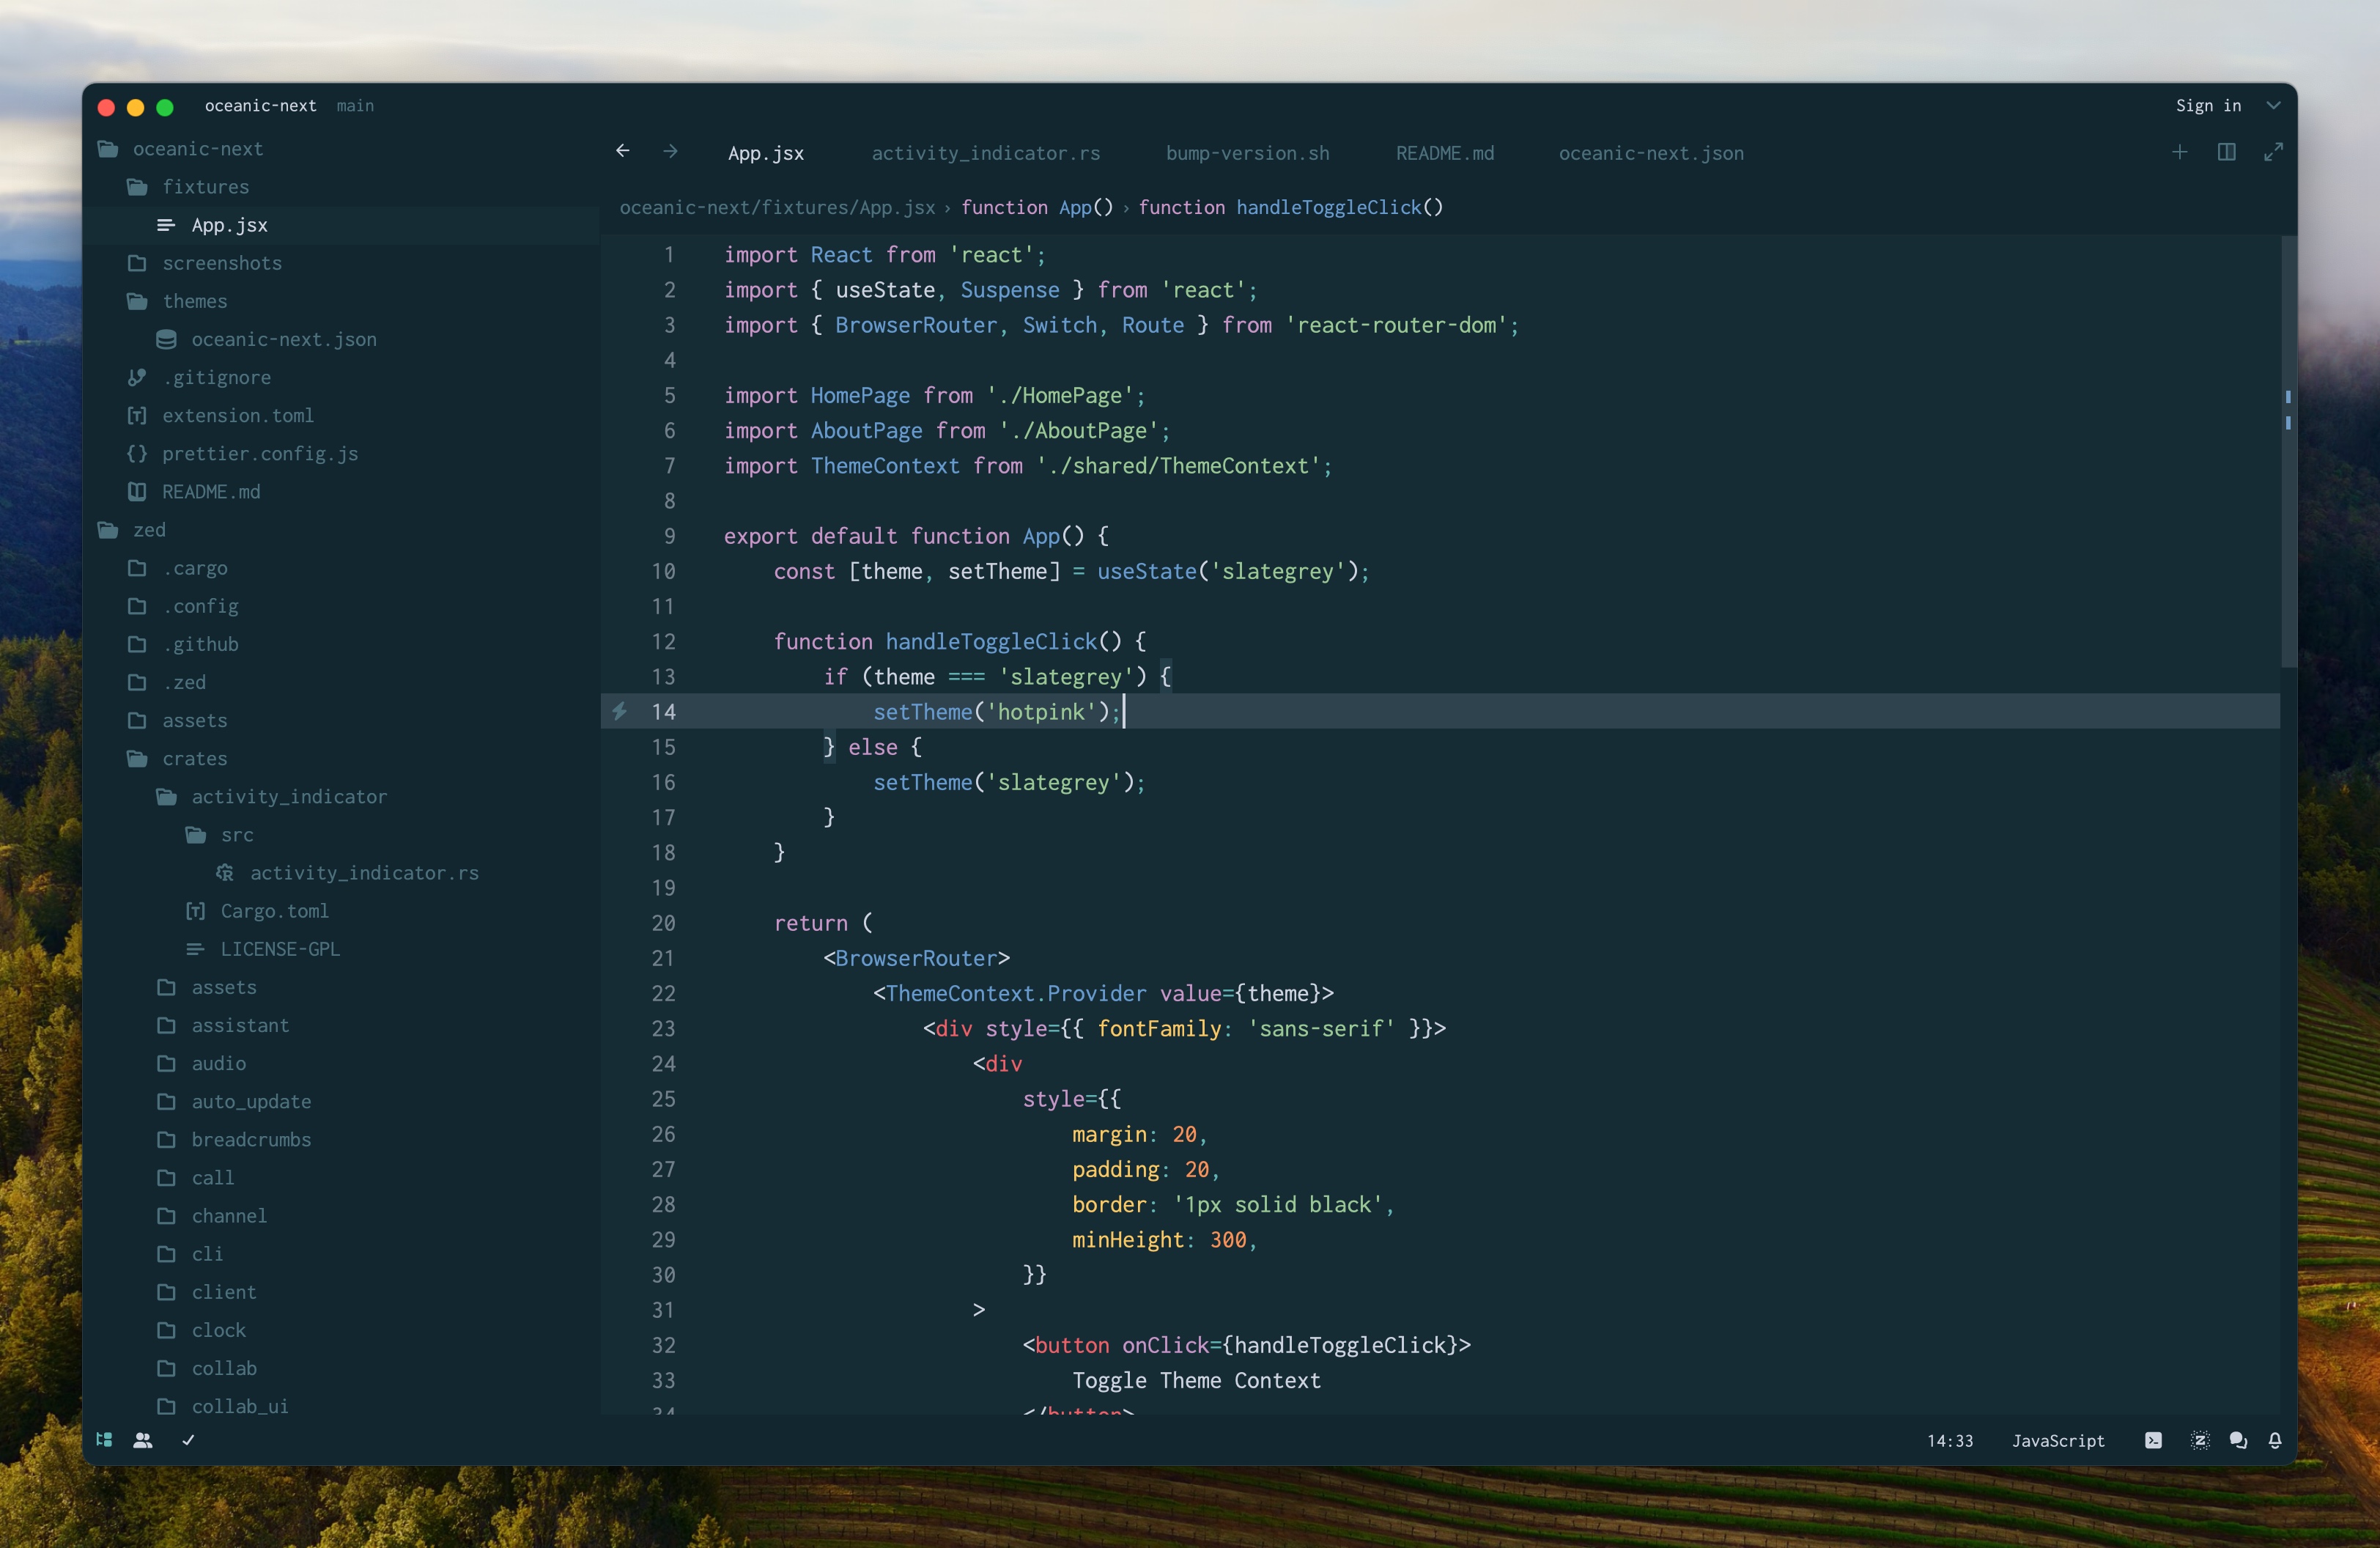 oceanic-next main
Sign in
oceanic-next
fixtures
App.jsx
screenshots
themes
oceanic-next.json
.gitignore
extension.toml
prettier.config.js
README.md
zed
.cargo
.config
.github
.zed
assets
crates
activity_indicator
src
activity_indicator.rs
Cargo.toml
LICENSE-GPL
assets
assistant
audio
auto_update
breadcrumbs
call
channel
cli
client
clock
collab
collab_ui
App.jsx activity_indicator.rs bump-version.sh README.md oceanic-next.json
oceanic-next/fixtures/App.jsx › function App() › function handleToggleClick()
1 import React from 'react';
2 import { useState, Suspense } from 'react';
3 import { BrowserRouter, Switch, Route } from 'react-router-dom';
4
5 import HomePage from './HomePage';
6 import AboutPage from './AboutPage';
7 import ThemeContext from './shared/ThemeContext';
8
9 export default function App() {
10 const [theme, setTheme] = useState('slategrey');
11
12 function handleToggleClick() {
13 if (theme === 'slategrey') {
14 setTheme('hotpink');
15 } else {
16 setTheme('slategrey');
17 }
18 }
19
20 return (
21 <BrowserRouter>
22 <ThemeContext.Provider value={theme}>
23 <div style={{ fontFamily: 'sans-serif' }}>
24 <div
25 style={{
26 margin: 20,
27 padding: 20,
28 border: '1px solid black',
29 minHeight: 300,
30 }}
31 >
32 <button onClick={handleToggleClick}>
33 Toggle Theme Context
34 </button>
14:33 JavaScript